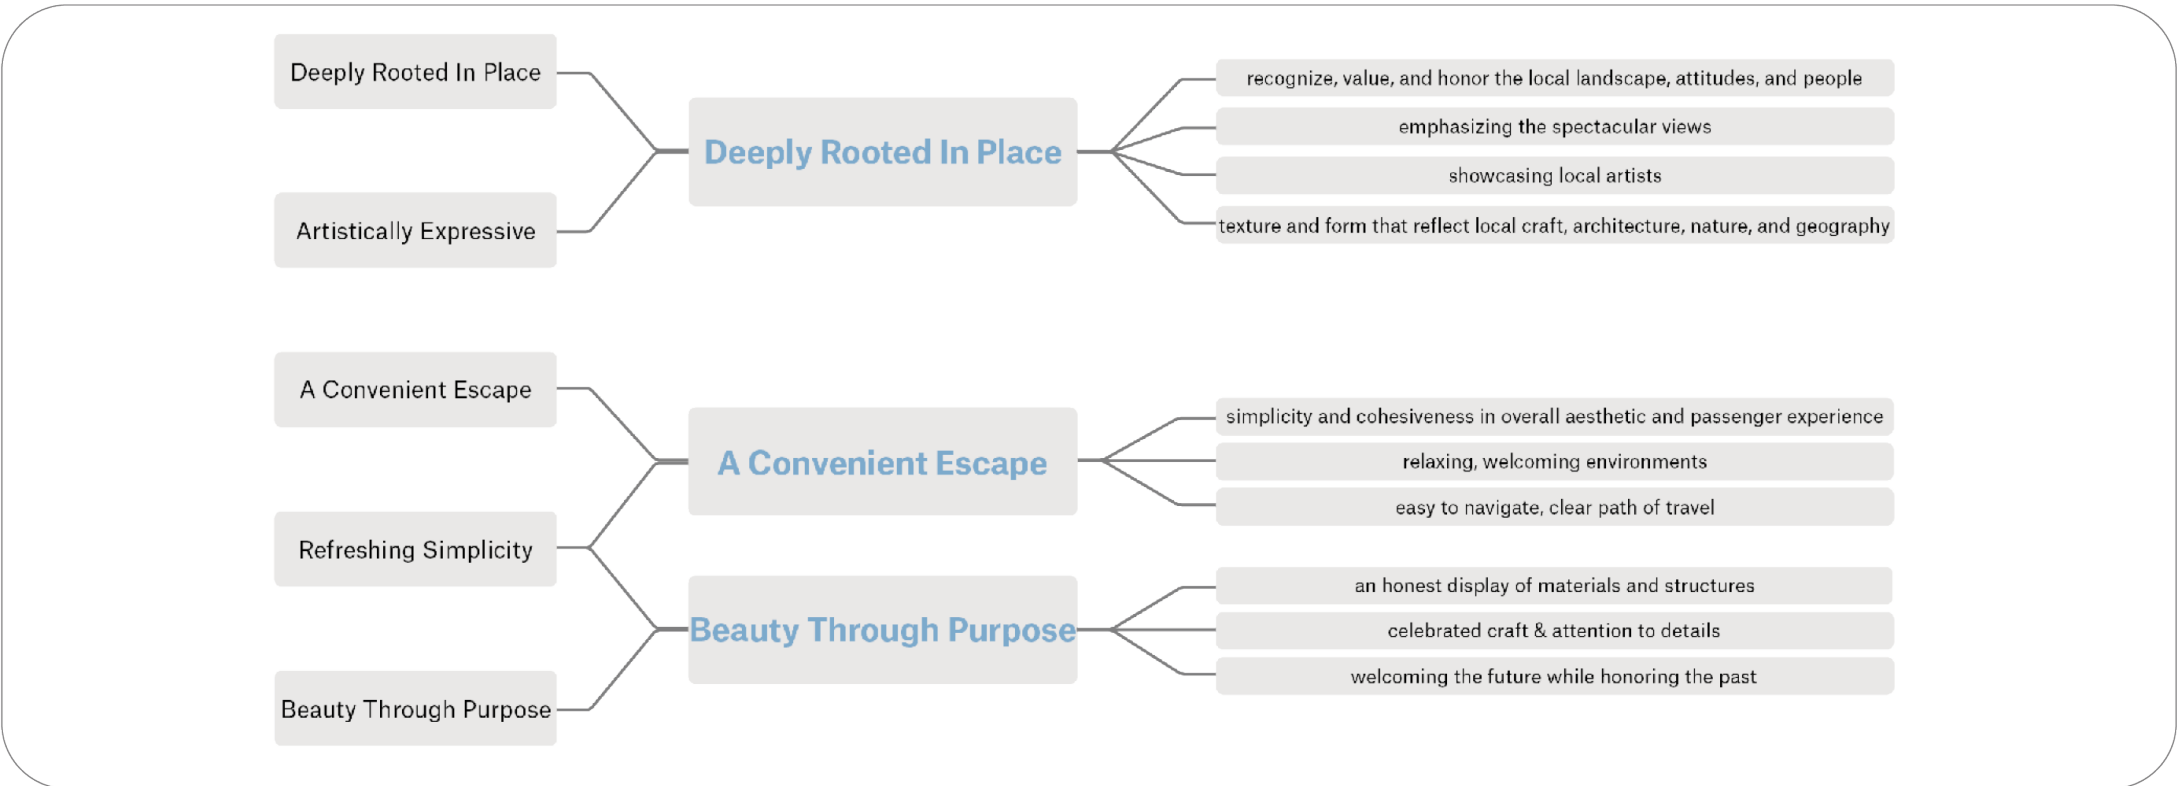 Deeply Rooted In Place
Artistically Expressive
A Convenient Escape
Refreshing Simplicity
Beauty Through Purpose
Deeply Rooted In Place
A Convenient Escape
Beauty Through Purpose
recognize, value, and honor the local landscape, attitudes, and people
emphasizing the spectacular views
showcasing local artists
texture and form that reflect local craft, architecture, nature, and geography
simplicity and cohesiveness in overall aesthetic and passenger experience
relaxing, welcoming environments
easy to navigate, clear path of travel
an honest display of materials and structures
celebrated craft & attention to details
welcoming the future while honoring the past